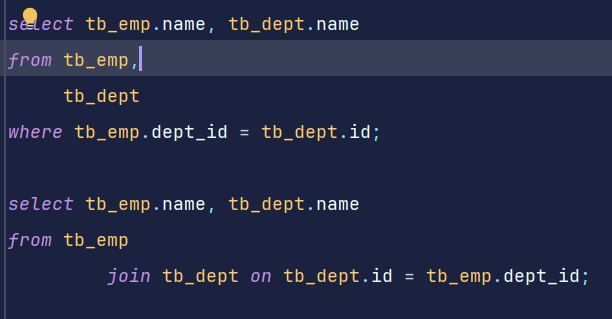 select tb_emp.name, tb_dept.name
from tb_emp,
     tb_dept
where tb_emp.dept_id = tb_dept.id;

select tb_emp.name, tb_dept.name
from tb_emp
         join tb_dept on tb_dept.id = tb_emp.dept_id;